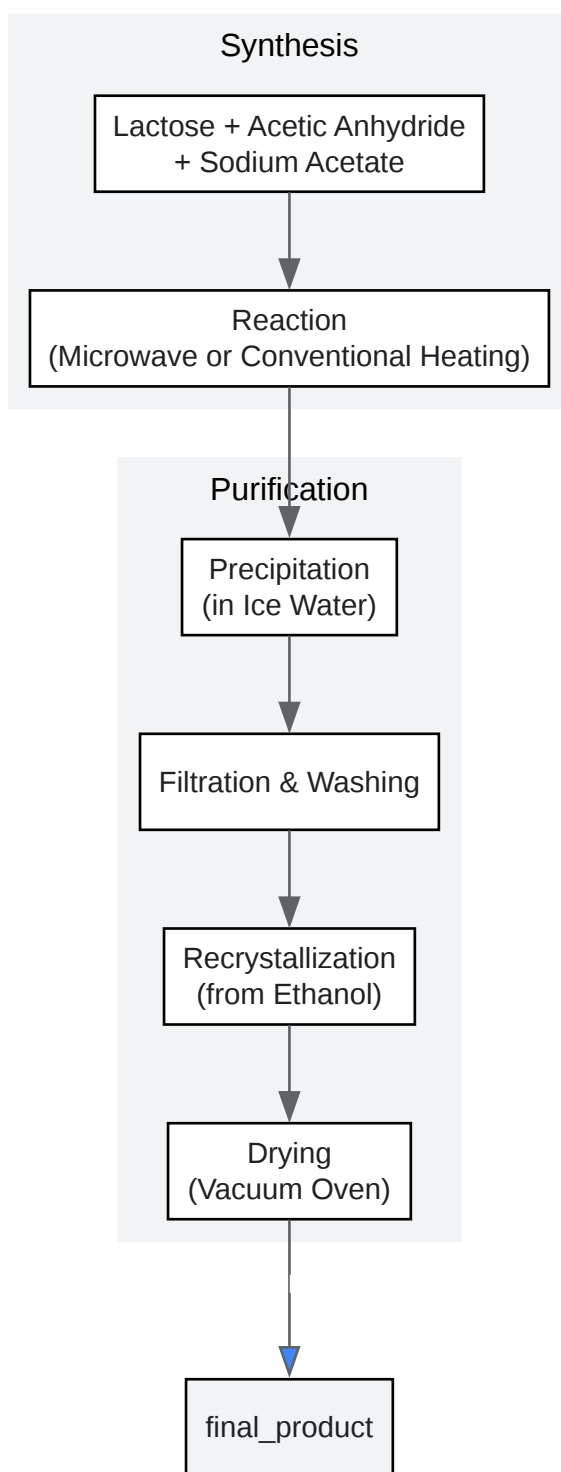 Synthesis
Lactose + Acetic Anhydride
+ Sodium Acetate
Reaction
(Microwave or Conventional Heating)
Purification
Precipitation
(in Ice Water)
Filtration & Washing
Recrystallization
(from Ethanol)
Drying
(Vacuum Oven)
final_product